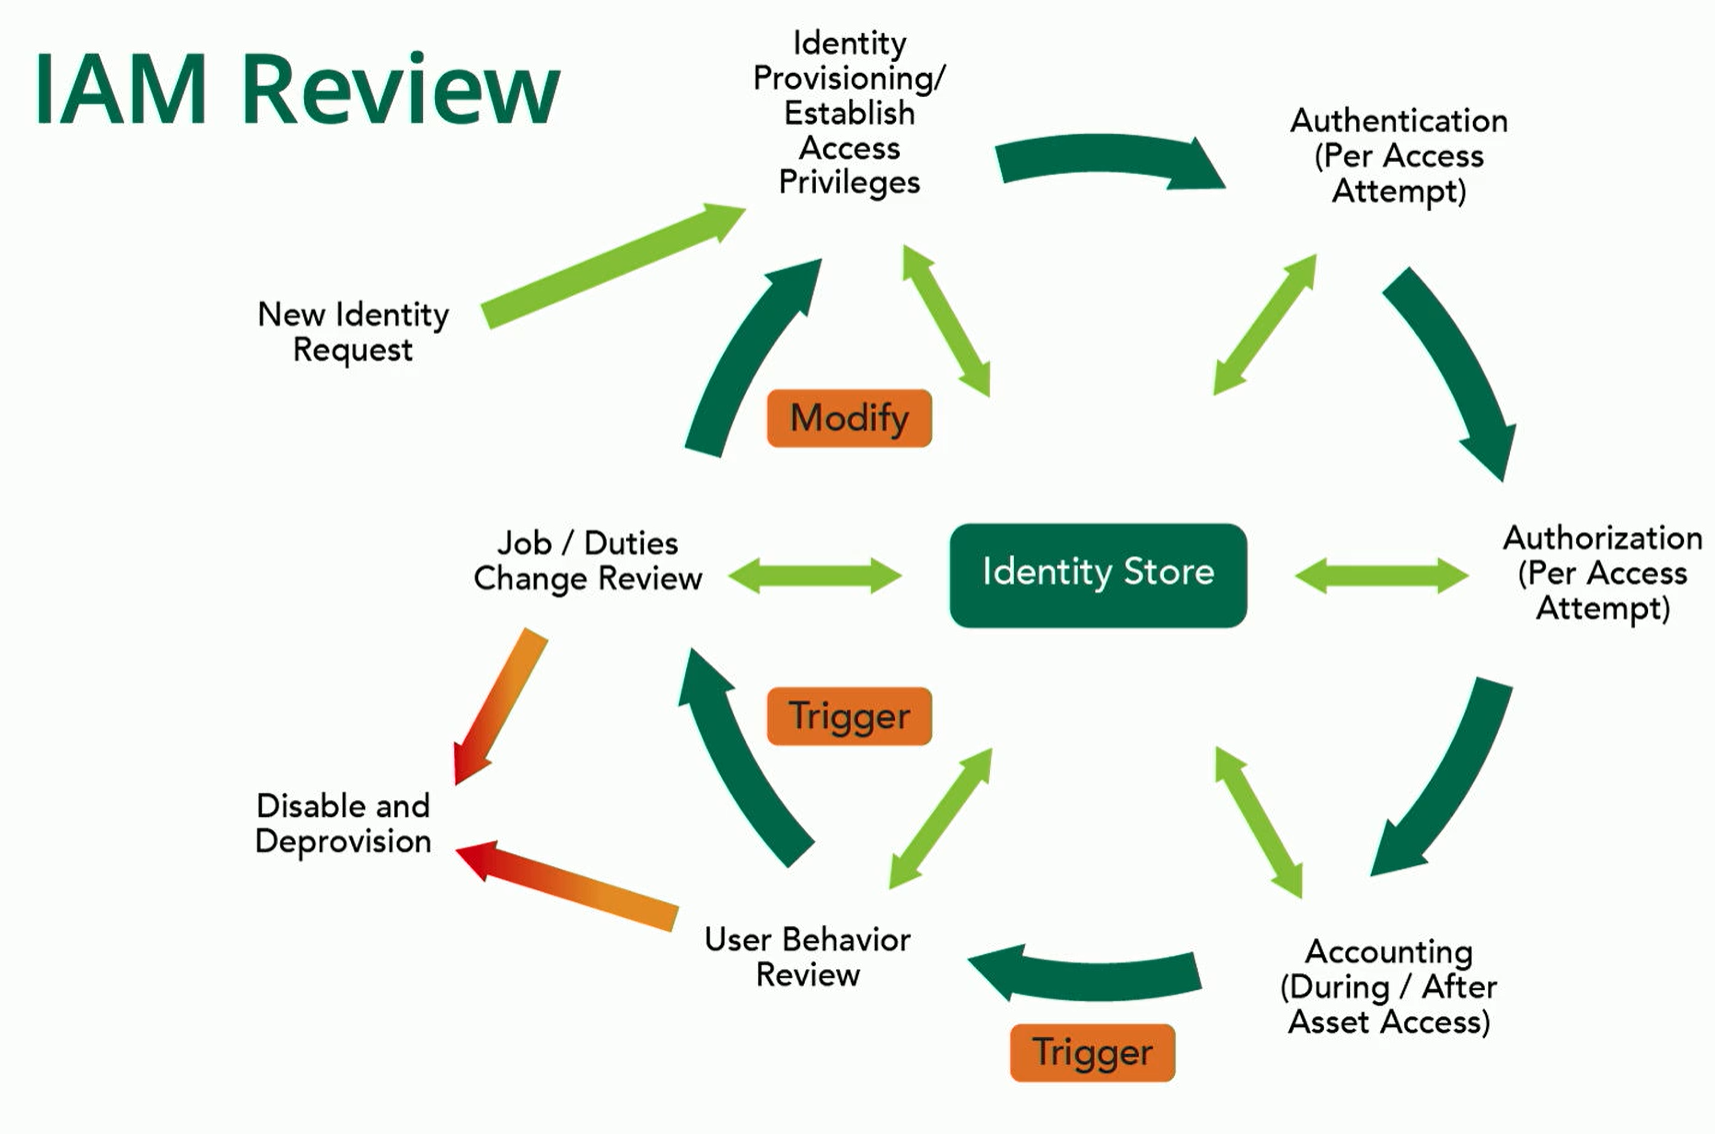 IAM Review
Identity
Provisioning/
Establish
Access
Privileges
Authentication
(Per Access
Attempt)
New Identity
Request
Modify
Job / Duties
Change Review
Identity Store
Authorization
(Per Access
Attempt)
Trigger
Disable and
Deprovision
User Behavior
Review
Accounting
(During / After
Asset Access)
Trigger